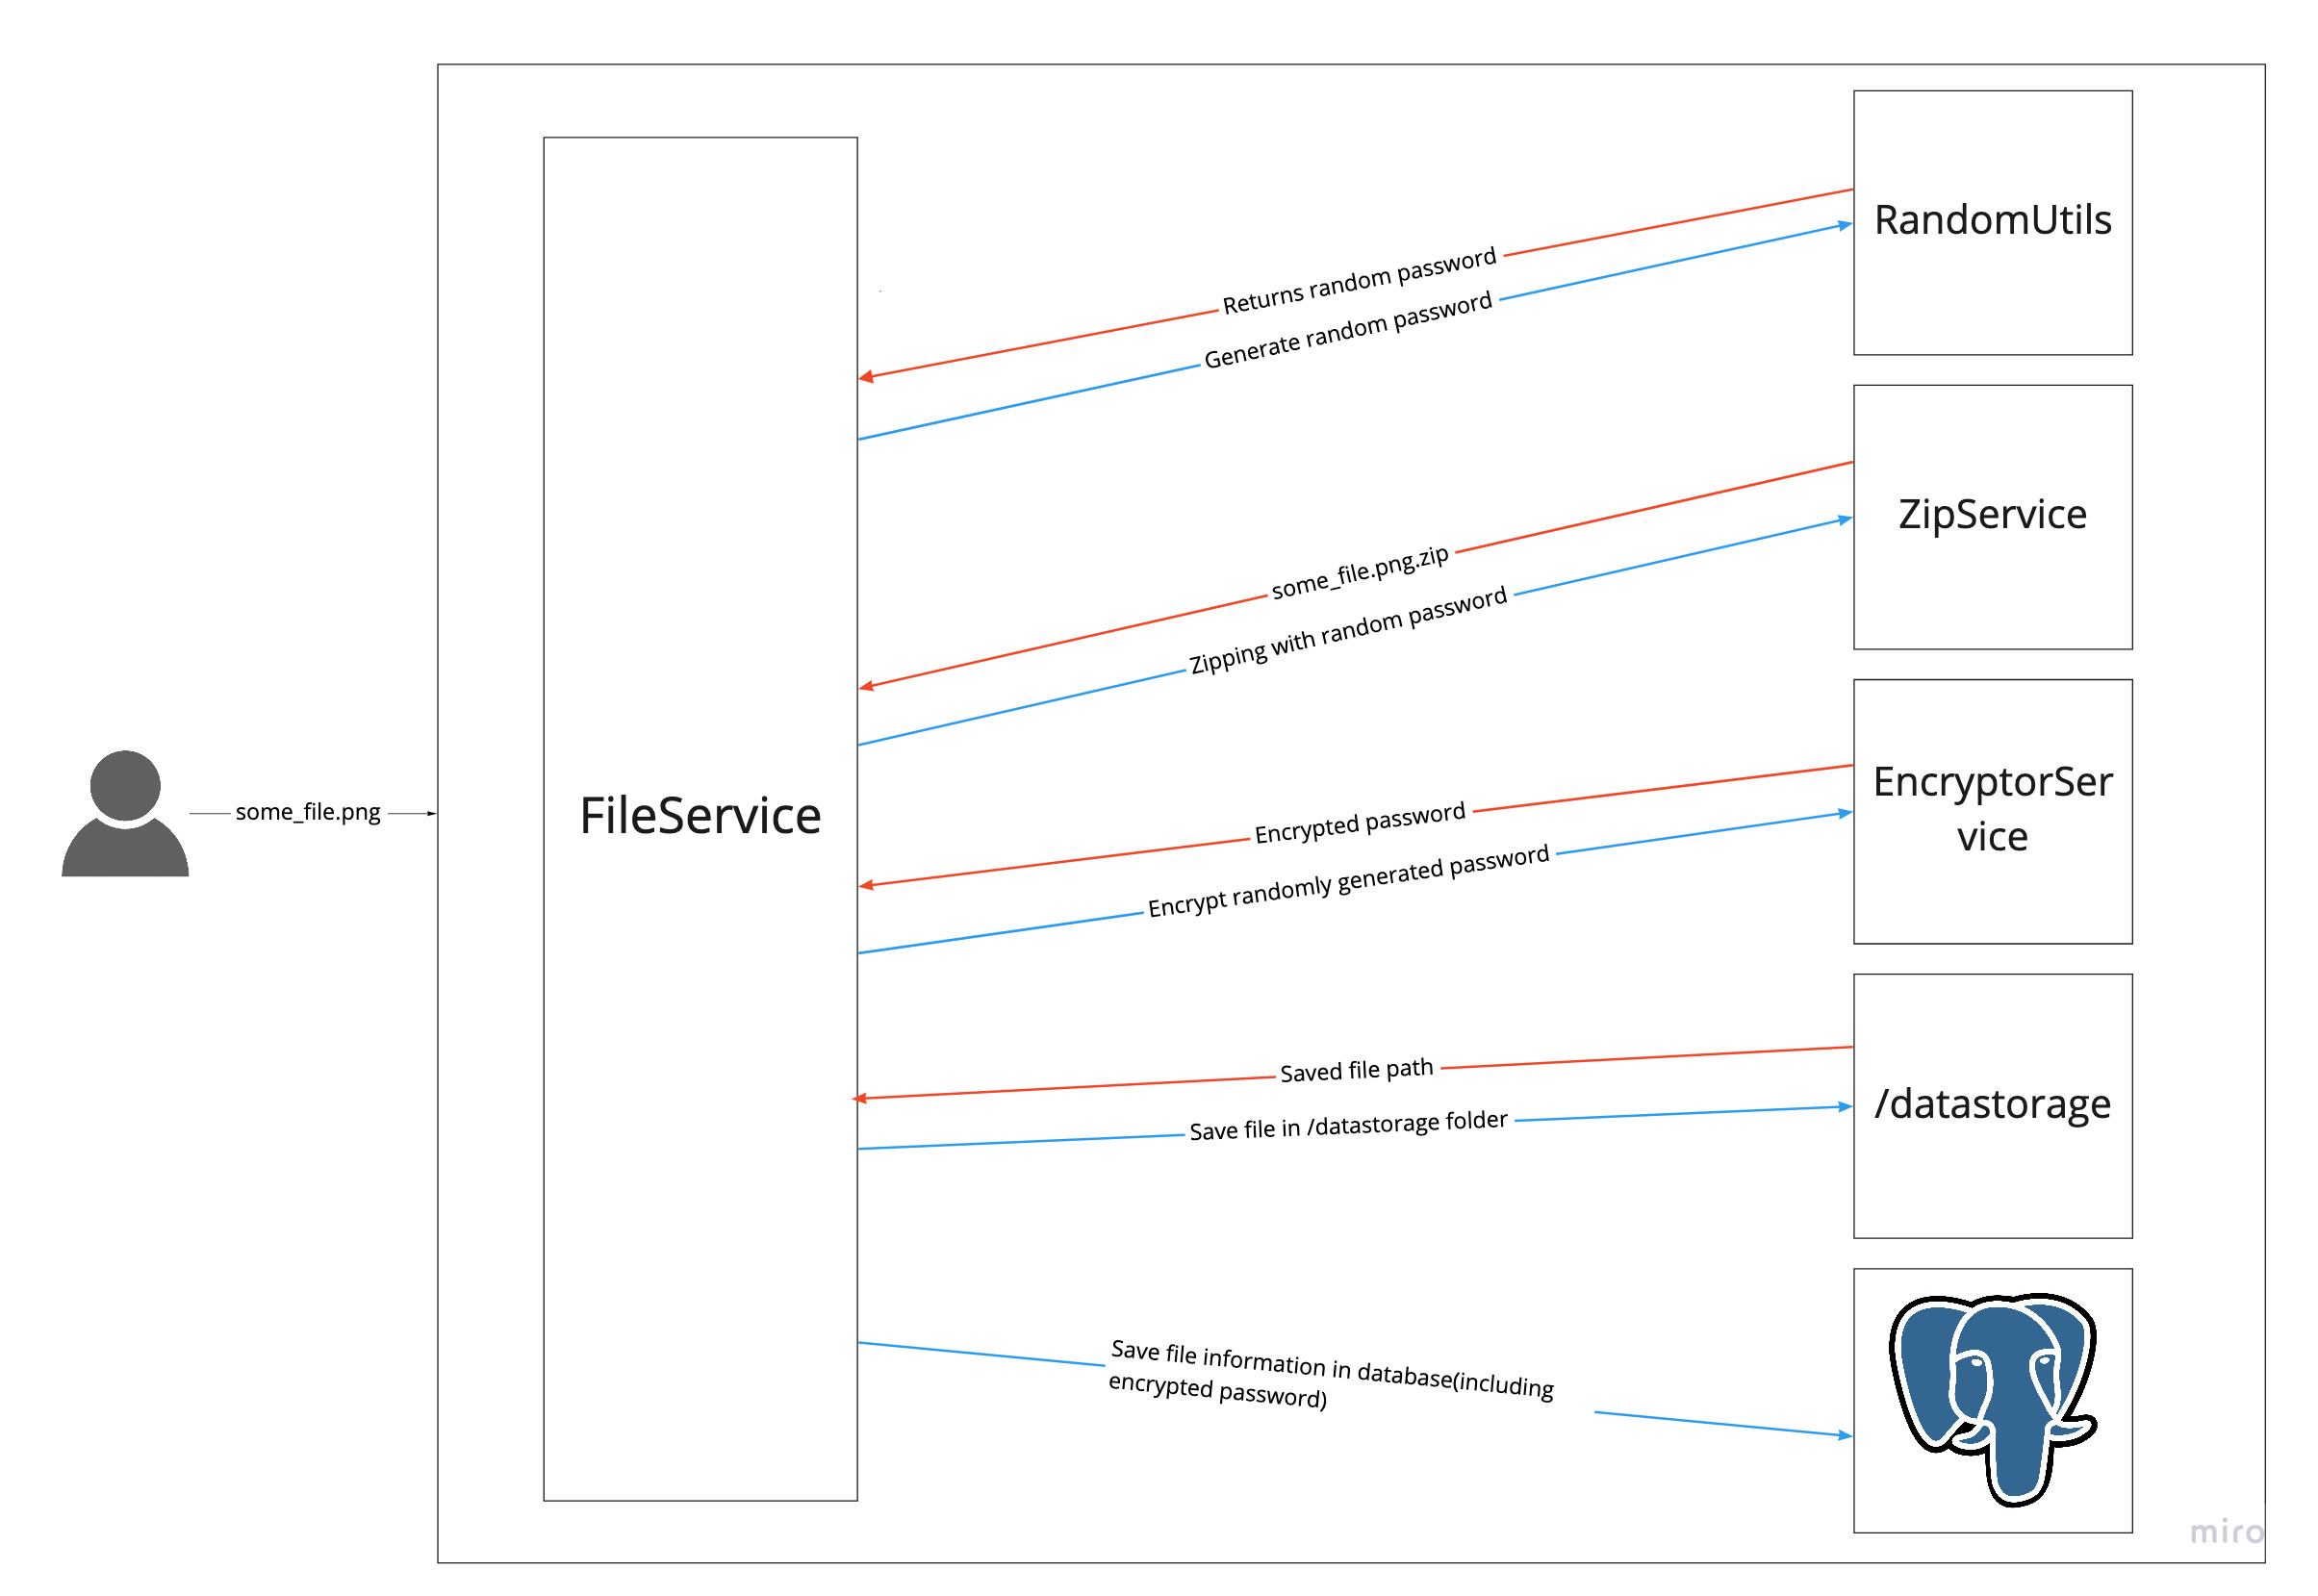 RandomUtils
Returns random password
Generate random password
ZipService
some_file.png.zip
Zipping with random password
EncryptorSer
vice
some_file.png
FileService
Encrypted password
Encrypt randomly generated password
/datastorage
Saved file path
Save file in /datastorage folder
Save file information in database(including
encrypted password)
miro